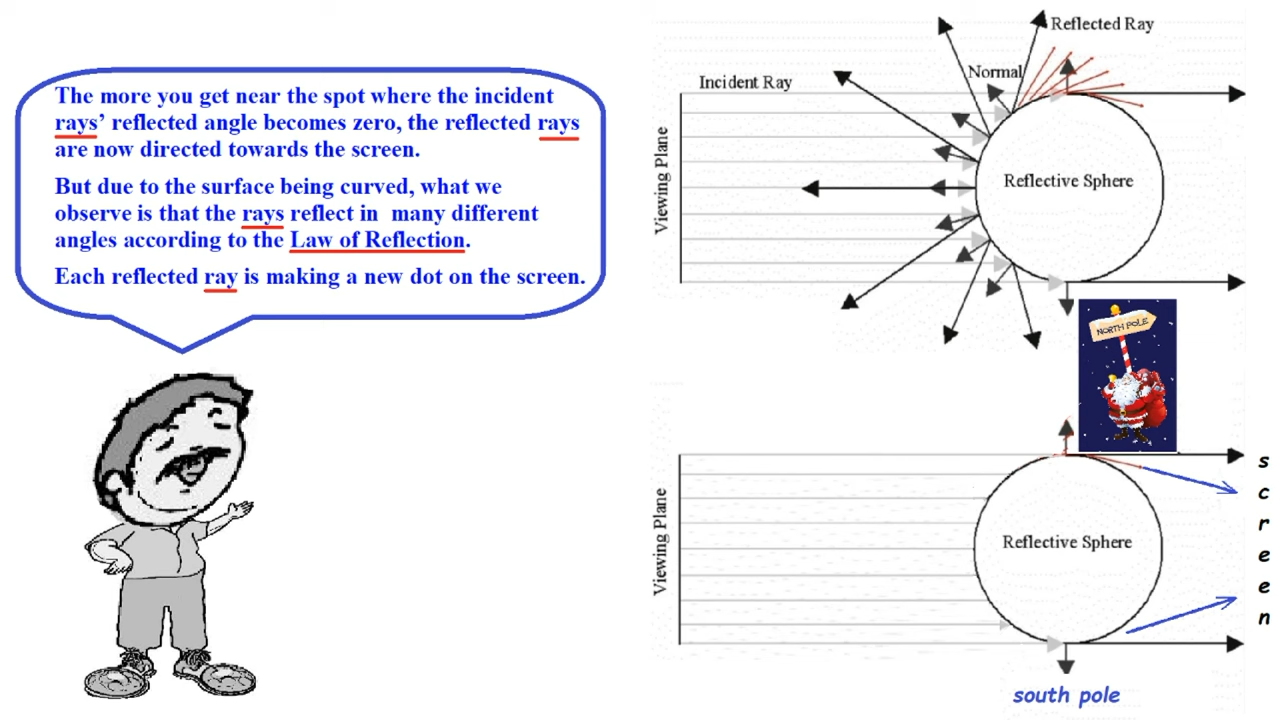 The more you get near the spot where the incident
rays’ reflected angle becomes zero, the reflected rays
are now directed towards the screen.
But due to the surface being curved, what we
observe is that the rays reflect in many different
angles according to the Law of Reflection.
Each reflected ray is making a new dot on the screen.
Reflected Ray
Normal
Incident Ray
Viewing Plane
Reflective Sphere
NORTH POLE
Viewing Plane
Reflective Sphere
screen
south pole